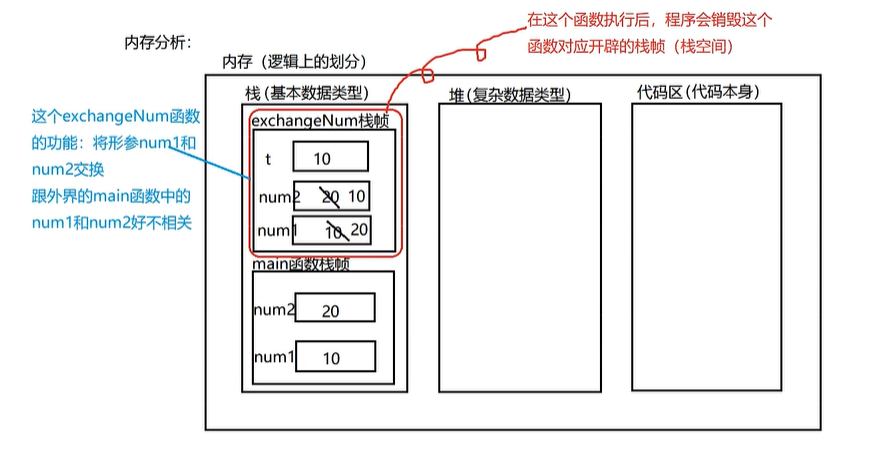 在这个函数执行后，程序会销毁这个
函数对应开辟的栈帧（栈空间）
内存分析：
内存（逻辑上的划分）
栈(基本数据类型)
堆(复杂数据类型)
代码区(代码本身)
这个exchangeNum函数
的功能：将形参num1和
num2交换
跟外界的main函数中的
num1和num2好不相关
exchangeNum栈帧
t 10
num2 20 10
num1 10 20
main函数栈帧
num2 20
num1 10